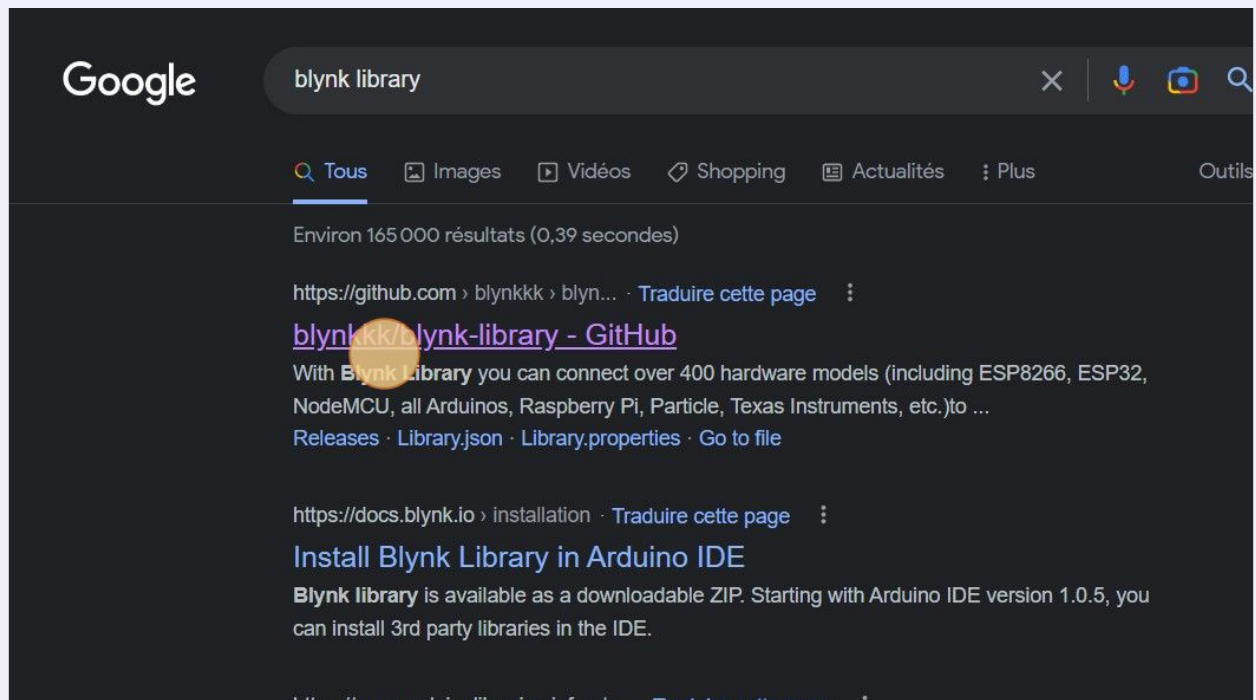 Google
blynk library
Tous Images Vidéos Shopping Actualités Plus Outils
Environ 165 000 résultats (0,39 secondes)
https://github.com › blynkkk › blyn... · Traduire cette page
blynkkk/blynk-library - GitHub
With Blynk Library you can connect over 400 hardware models (including ESP8266, ESP32,
NodeMCU, all Arduinos, Raspberry Pi, Particle, Texas Instruments, etc.)to ...
Releases · Library.json · Library.properties · Go to file
https://docs.blynk.io › installation · Traduire cette page
Install Blynk Library in Arduino IDE
Blynk library is available as a downloadable ZIP. Starting with Arduino IDE version 1.0.5, you
can install 3rd party libraries in the IDE.